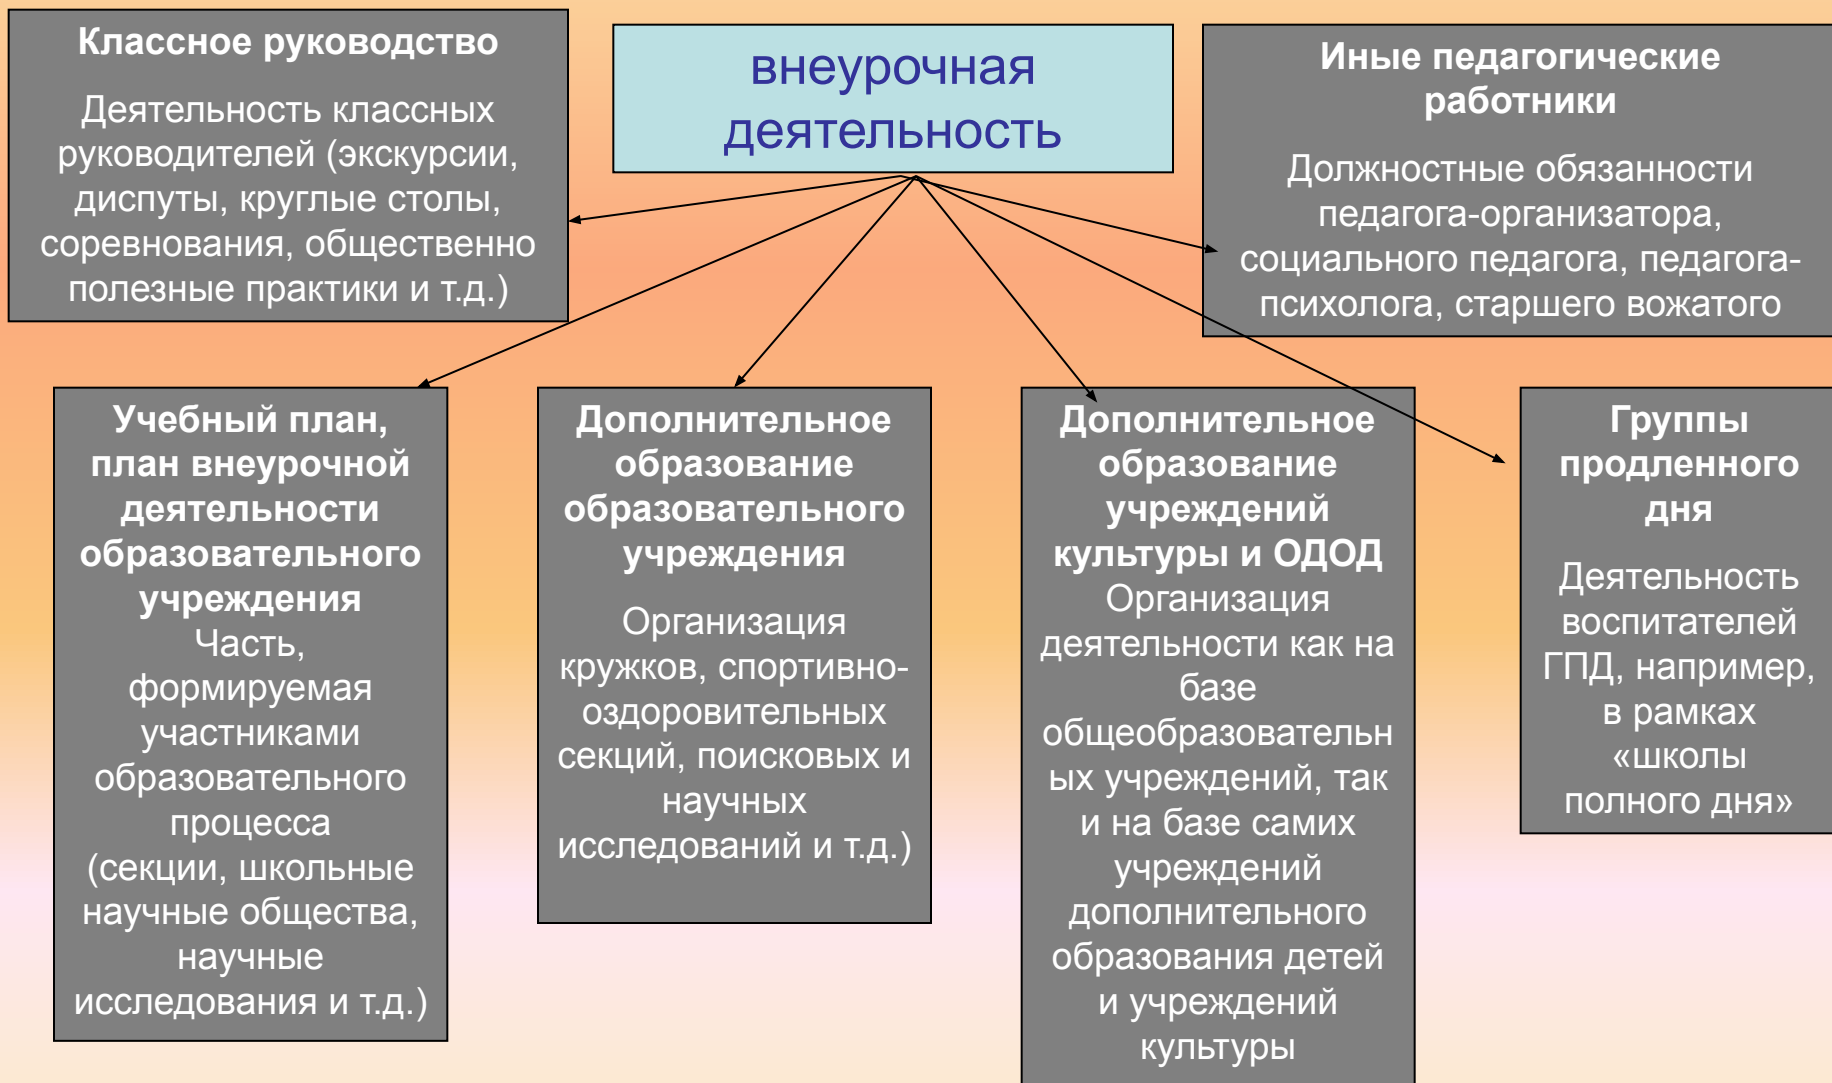 Классное руководство
Деятельность классных
руководителей (экскурсии,
диспуты, круглые столы,
соревнования, общественно
полезные практики и т.д.)
внеурочная
деятельность
Иные педагогические
работники
Должностные обязанности
педагога-организатора,
социального педагога, педагога-
психолога, старшего вожатого
Учебный план,
план внеурочной
деятельности
образовательного
учреждения
Часть,
формируемая
участниками
образовательного
процесса
(секции, школьные
научные общества,
научные
исследования и т.д.)
Дополнительное
образование
образовательного
учреждения
Организация
кружков, спортивно-
оздоровительных
секций, поисковых и
научных
исследований и т.д.)
Дополнительное
образование
учреждений
культуры и ОДОД
Организация
деятельности как на
базе
общеобразовательн
ых учреждений, так
и на базе самих
учреждений
дополнительного
образования детей
и учреждений
культуры
Группы
продленного
дня
Деятельность
воспитателей
ГПД, например,
в рамках
«школы
полного дня»